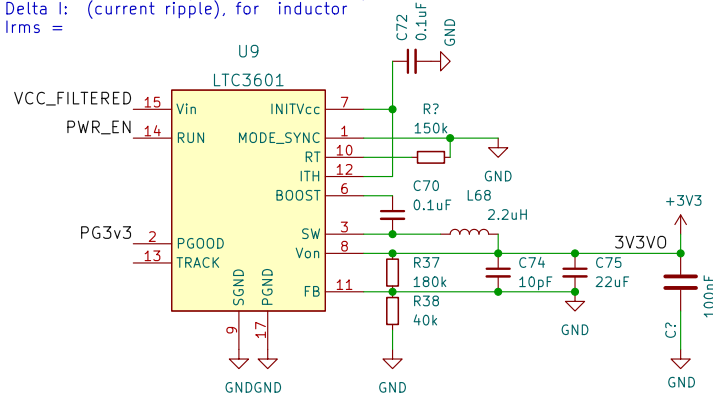 Delta I:  (current ripple), for  inductor
Irms =
C72
0.1uF
GND
U9
LTC3601
VCC_FILTERED
15
Vin
INITVcc
7
R?
150k
PWR_EN
14
RUN
MODE_SYNC
1
RT
10
GND
ITH
12
BOOST
6
C70
0.1uF
L68
2.2uH
+3V3
PG3v3
2
PGOOD
SW
3
3V3VO
13
TRACK
Von
8
R37
180k
C74
10pF
C75
22uF
100nF
C?
FB
11
R38
40k
SGND
PGND
9
17
GND
GND
GND
GND
GND